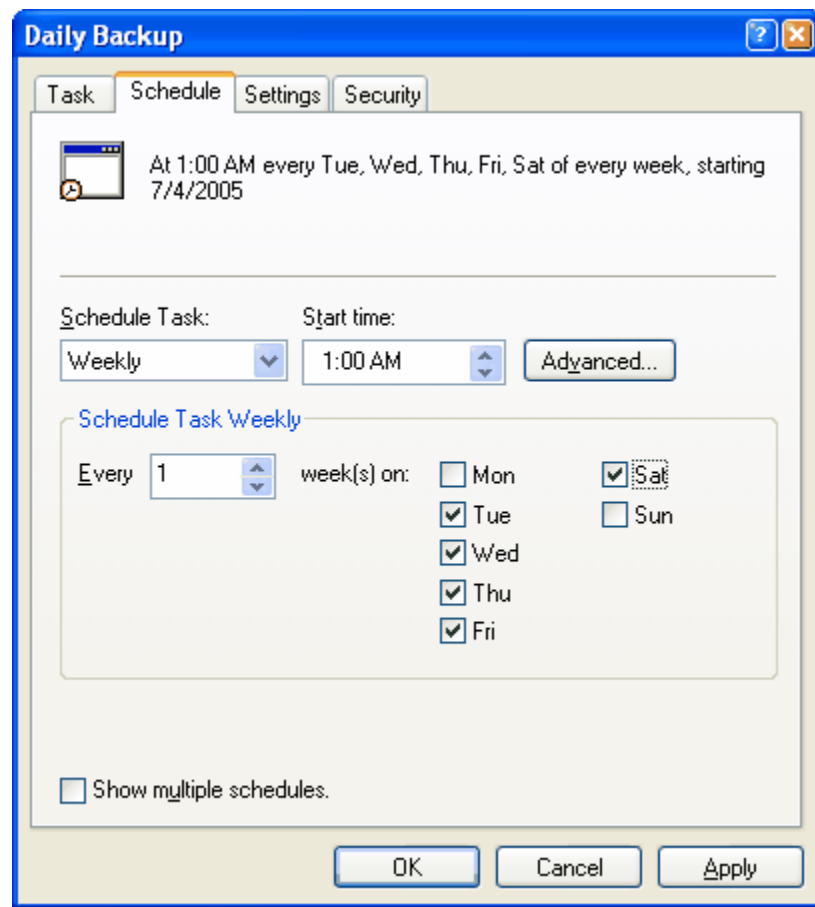 Daily Backup
Task Schedule Settings Security
At 1:00 AM every Tue, Wed, Thu, Fri, Sat of every week, starting
7/4/2005
Schedule Task: Start time:
Weekly 1:00 AM Advanced...
Schedule Task Weekly
Every 1 week(s) on: Mon Sat
Tue Sun
Wed
Thu
Fri
Show multiple schedules.
OK Cancel Apply